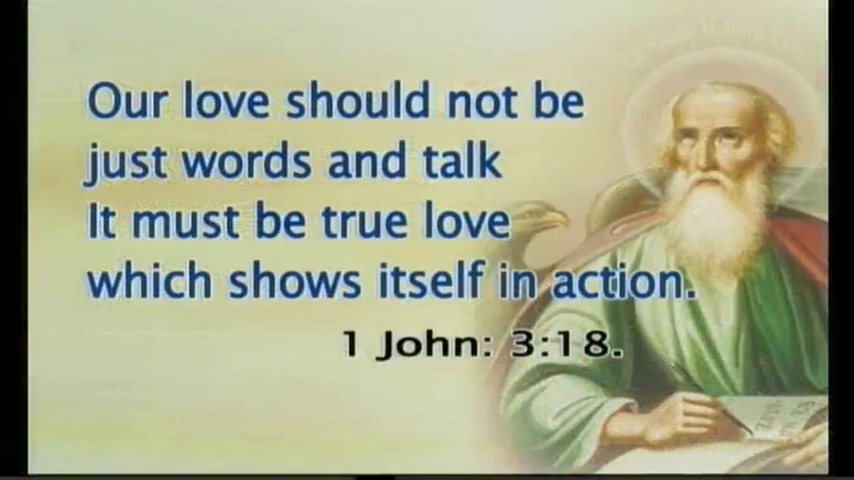 Our love should not be
just words and talk
It must be true love
which shows itself in action.
1 John: 3:18.